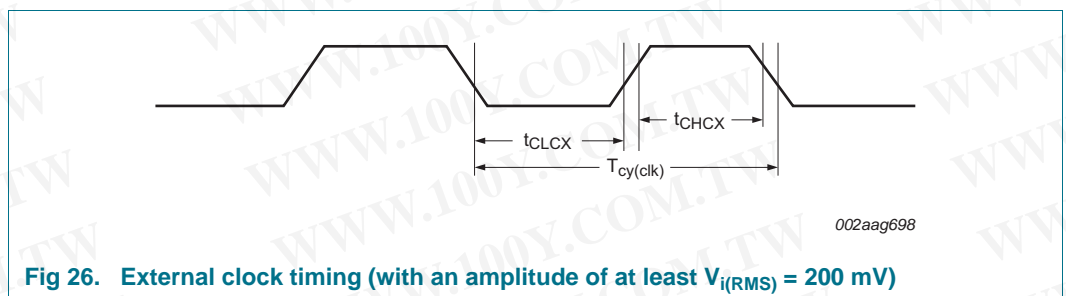 tCLCX
tCHCX
Tcy(clk)
002aag698
Fig 26. External clock timing (with an amplitude of at least Vi(RMS) = 200 mV)
WWW.100Y.COM.TW